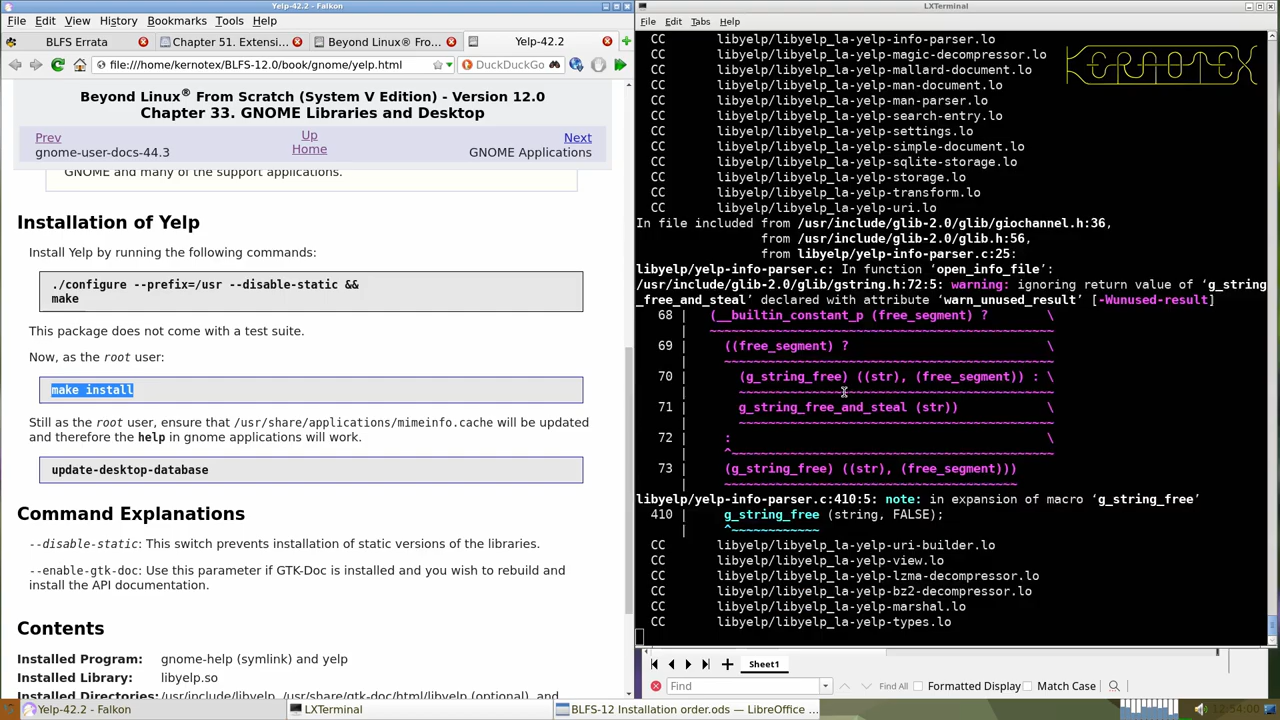 Yelp-42.2 - Falkon
File Edit View History Bookmarks Tools Help
BLFS Errata
Chapter 51. Extensi...
Beyond Linux® Fro...
Yelp-42.2
file:///home/kernotex/BLFS-12.0/book/gnome/yelp.html
DuckDuckGo
Beyond Linux® From Scratch (System V Edition) - Version 12.0
Chapter 33. GNOME Libraries and Desktop
Prev Up Next
gnome-user-docs-44.3 Home GNOME Applications
GNOME and many of the support applications.
Installation of Yelp
Install Yelp by running the following commands:
./configure --prefix=/usr --disable-static &&
make
This package does not come with a test suite.
Now, as the root user:
make install
Still as the root user, ensure that /usr/share/applications/mimeinfo.cache will be updated
and therefore the help in gnome applications will work.
update-desktop-database
Command Explanations
--disable-static: This switch prevents installation of static versions of the libraries.
--enable-gtk-doc: Use this parameter if GTK-Doc is installed and you wish to rebuild and
install the API documentation.
Contents
Installed Program: gnome-help (symlink) and yelp
Installed Library: libyelp.so
Installed Directories: /usr/include/libyelp, /usr/share/gtk-doc/html/libyelp (optional), and
LXTerminal
File Edit Tabs Help
KERNOTEX
CC libyelp/libyelp_la-yelp-info-parser.lo
CC libyelp/libyelp_la-yelp-magic-decompressor.lo
CC libyelp/libyelp_la-yelp-mallard-document.lo
CC libyelp/libyelp_la-yelp-man-document.lo
CC libyelp/libyelp_la-yelp-man-parser.lo
CC libyelp/libyelp_la-yelp-search-entry.lo
CC libyelp/libyelp_la-yelp-settings.lo
CC libyelp/libyelp_la-yelp-simple-document.lo
CC libyelp/libyelp_la-yelp-sqlite-storage.lo
CC libyelp/libyelp_la-yelp-storage.lo
CC libyelp/libyelp_la-yelp-transform.lo
CC libyelp/libyelp_la-yelp-uri.lo
In file included from /usr/include/glib-2.0/glib/giochannel.h:36,
from /usr/include/glib-2.0/glib.h:56,
from libyelp/yelp-info-parser.c:25:
libyelp/yelp-info-parser.c: In function ‘open_info_file’:
/usr/include/glib-2.0/glib/gstring.h:72:5: warning: ignoring return value of ‘g_string
_free_and_steal’ declared with attribute ‘warn_unused_result’ [-Wunused-result]
68 | (__builtin_constant_p (free_segment) ? \
| ~~~~~~~~~~~~~~~~~~~~~~~~~~~~~~~~~~~~~~~~~~~~~
69 | ((free_segment) ? \
| ~~~~~~~~~~~~~~~~~~~~~~~~~~~~~~~~~~~~~~~~~~~
70 | (g_string_free) ((str), (free_segment)) : \
| ~~~~~~~~~~~~~~~~~~~~~~~~~~~~~~~~~~~~~~~~~
71 | g_string_free_and_steal (str)) \
| ~~~~~~~~~~~~~~~~~~~~~~~~~~~~~~~~~~~~~~~~~
72 | : \
| ^~~~~~~~~~~~~~~~~~~~~~~~~~~~~~~~~~~~~~~~~~~
73 | (g_string_free) ((str), (free_segment)))
| ~~~~~~~~~~~~~~~~~~~~~~~~~~~~~~~~~~~~~~
libyelp/yelp-info-parser.c:410:5: note: in expansion of macro ‘g_string_free’
410 | g_string_free (string, FALSE);
| ^~~~~~~~~~~~~
CC libyelp/libyelp_la-yelp-uri-builder.lo
CC libyelp/libyelp_la-yelp-view.lo
CC libyelp/libyelp_la-yelp-lzma-decompressor.lo
CC libyelp/libyelp_la-yelp-bz2-decompressor.lo
CC libyelp/libyelp_la-yelp-marshal.lo
CC libyelp/libyelp_la-yelp-types.lo
Sheet1
Find Find All Formatted Display Match Case
Yelp-42.2 - Falkon LXTerminal BLFS-12 Installation order.ods — LibreOffice ... 12:54:00